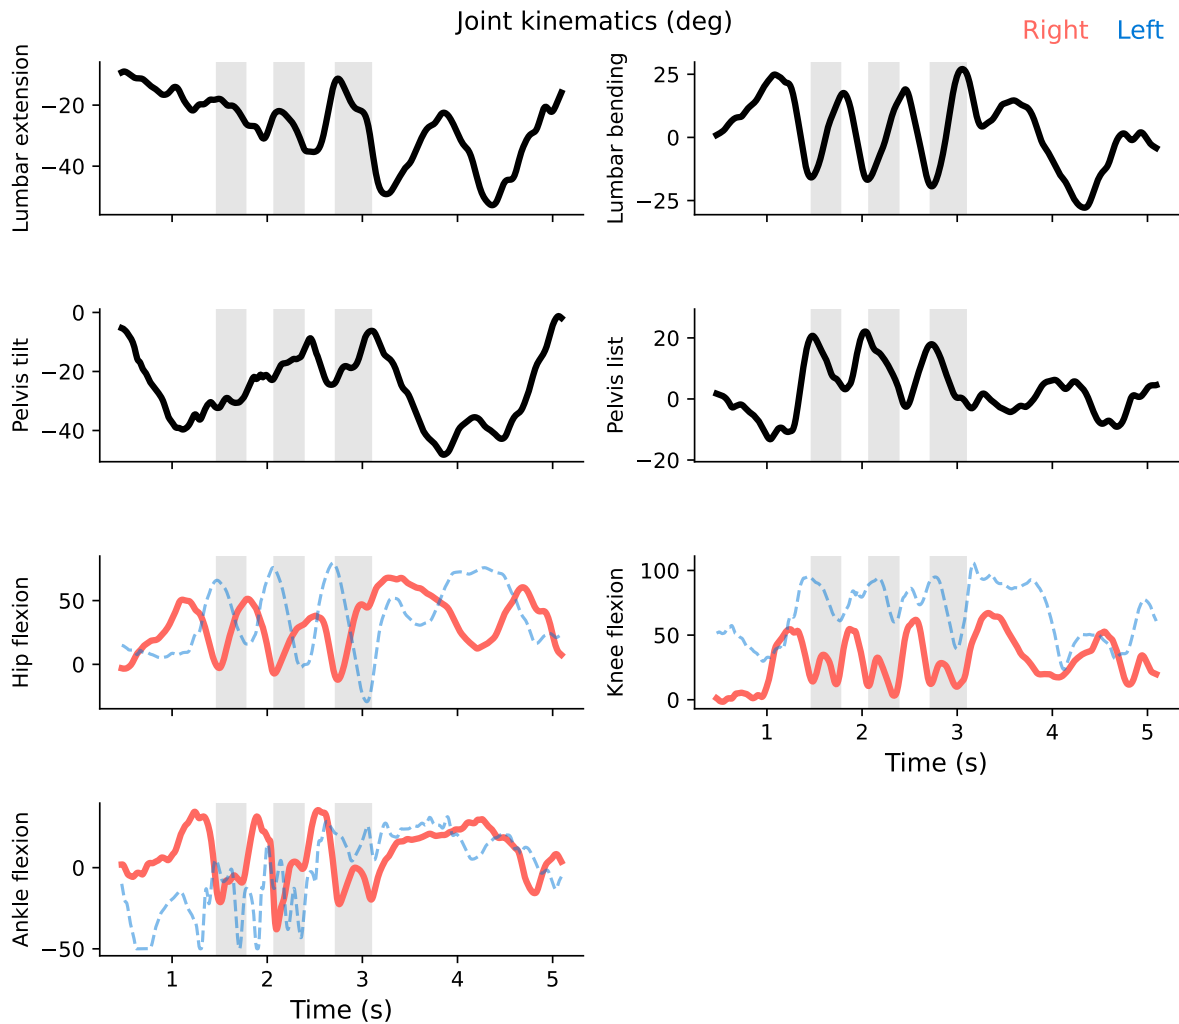 Joint kinematics (deg)
Right Left
Lumbar extension
−20
−40
Lumbar bending
25
0
−25
Pelvis tilt
0
−20
−40
Pelvis list
20
0
−20
Hip flexion
50
0
Knee flexion
100
50
0
1 2 3 4 5
Time (s)
Ankle flexion
0
−50
1 2 3 4 5
Time (s)